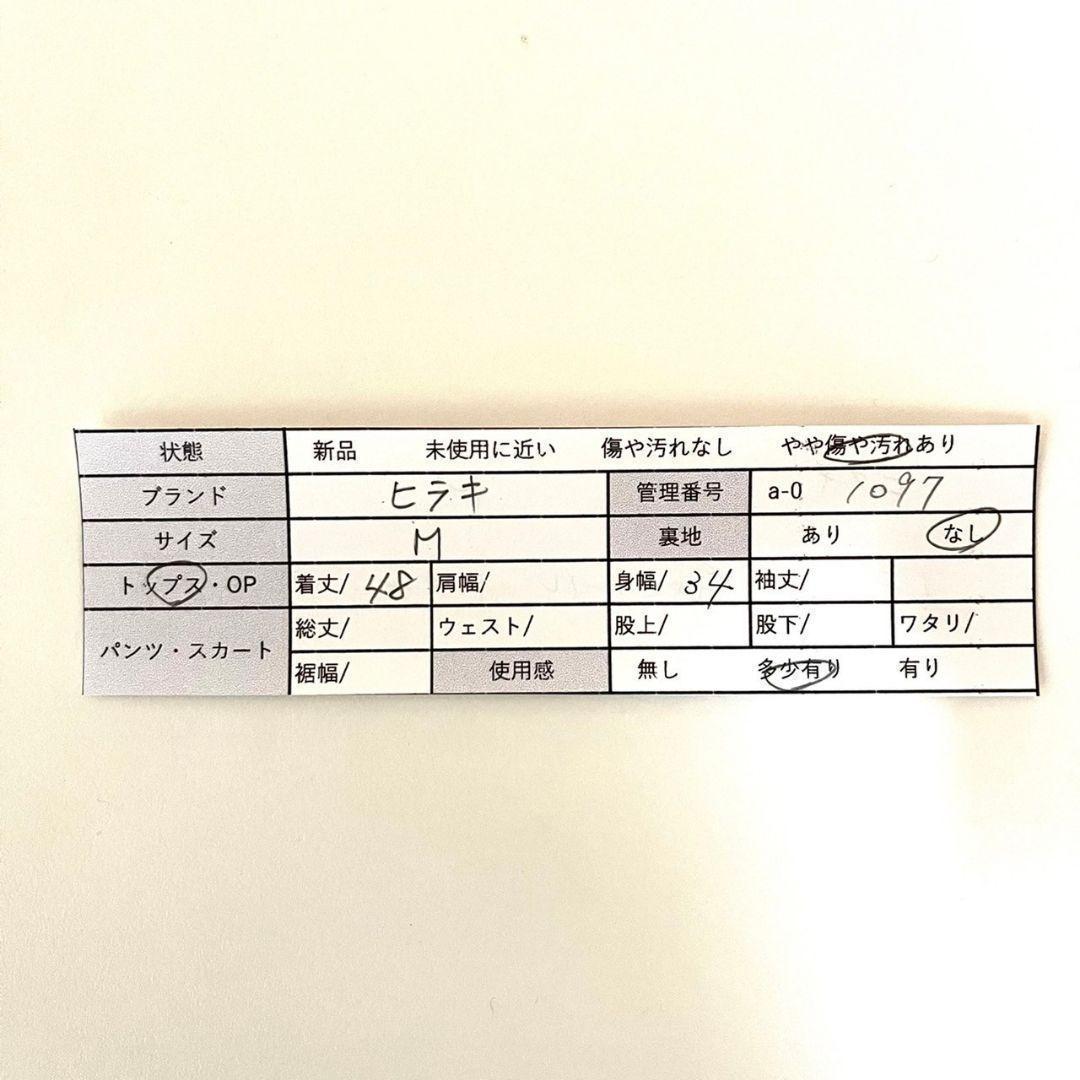 状態 新品 未使用に近い 傷や汚れなし やや傷や汚れあり
ブランド ヒラキ 管理番号 a-0 1097
サイズ M 裏地 あり なし
トップス・OP 着丈/ 48 肩幅/ 身幅/ 34 袖丈/
パンツ・スカート 総丈/ ウェスト/ 股上/ 股下/ ワタリ/
裾幅/ 使用感 無し 多少有り 有り